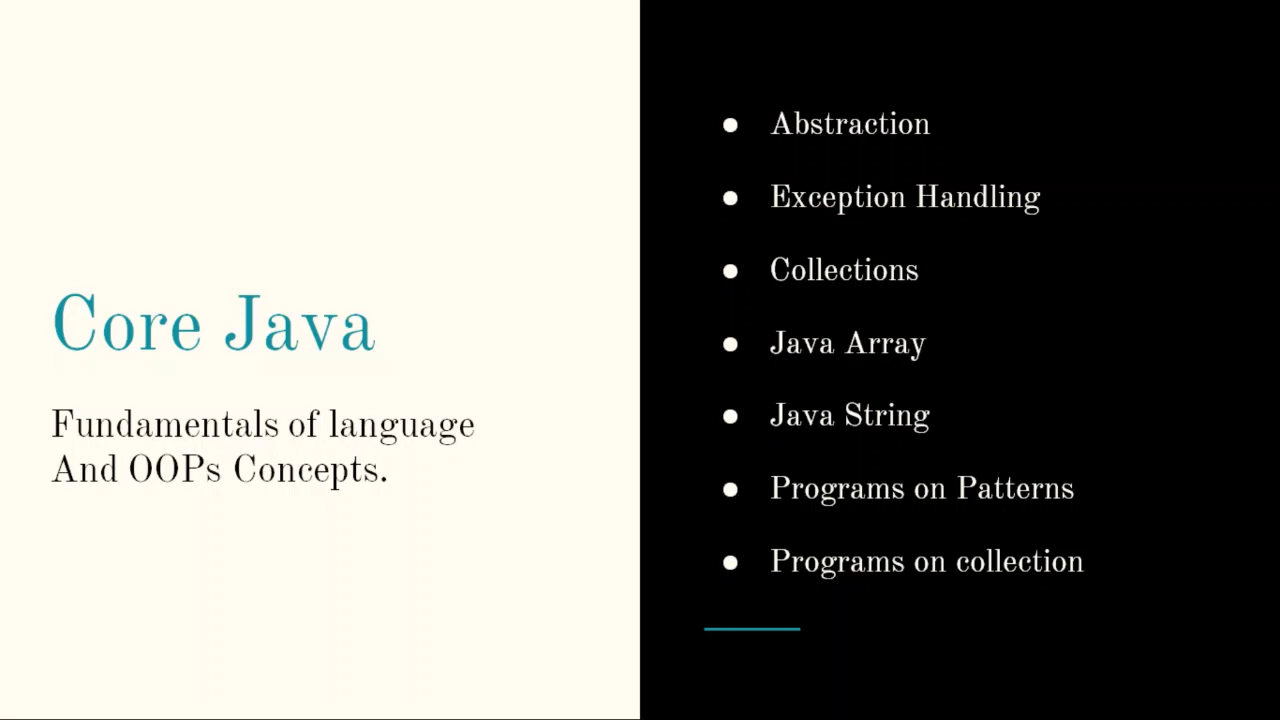 Core Java
Fundamentals of language
And OOPs Concepts.
● Abstraction
● Exception Handling
● Collections
● Java Array
● Java String
● Programs on Patterns
● Programs on collection